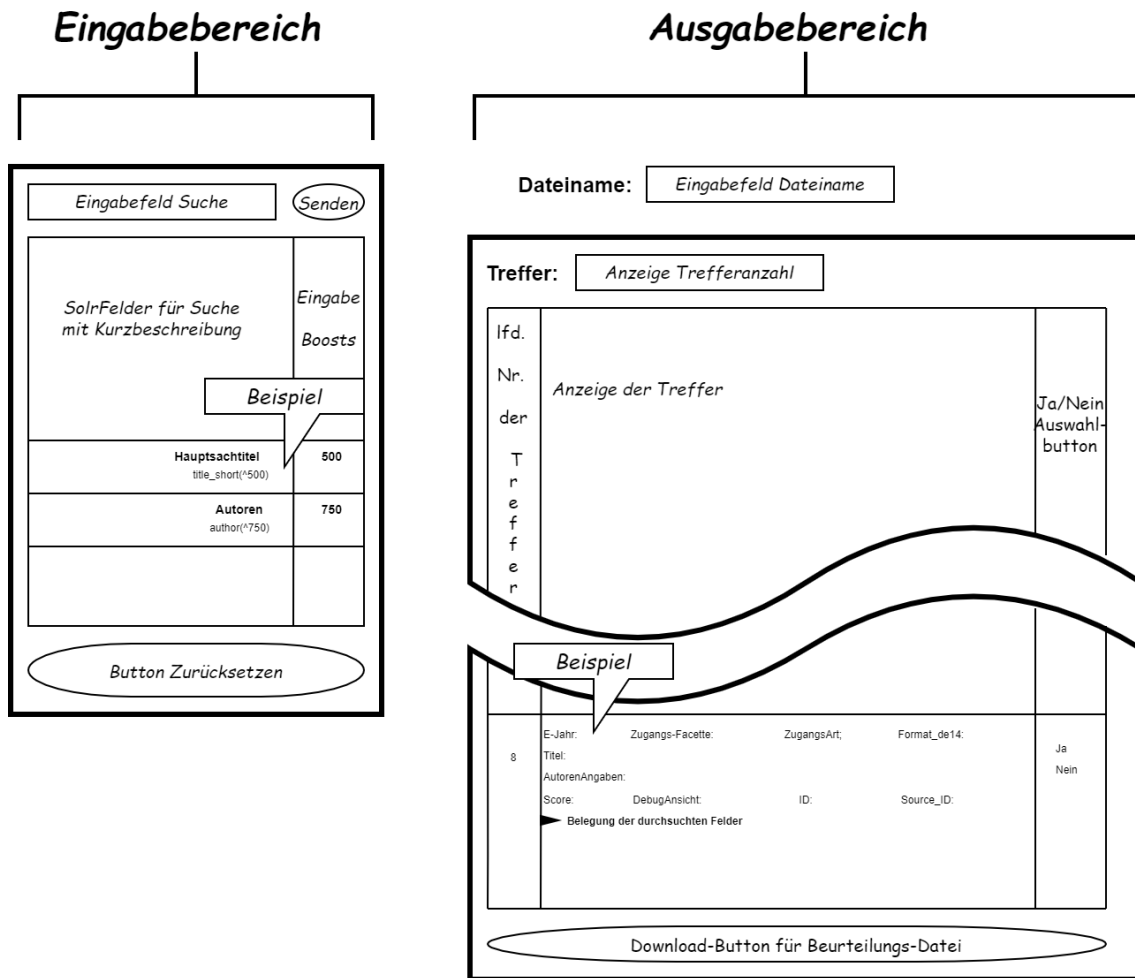 Eingabebereich
Eingabefeld Suche
Senden
SolrFelder für Suche
mit Kurzbeschreibung
Eingabe
Boosts
Beispiel
Hauptsachtitel
500
title_short(^500)
Autoren
750
author(^750)
Button Zurücksetzen
Ausgabebereich
Dateiname:
Eingabefeld Dateiname
Treffer:
Anzeige Trefferanzahl
lfd.
Nr.
der
T
r
e
f
f
e
r
Anzeige der Treffer
Ja/Nein
Auswahl-
button
Beispiel
8
E-Jahr: Zugangs-Facette: ZugangsArt; Format_de14:
Titel:
AutorenAngaben:
Score: DebugAnsicht: ID: Source_ID:
Belegung der durchsuchten Felder
Ja
Nein
Download-Button für Beurteilungs-Datei